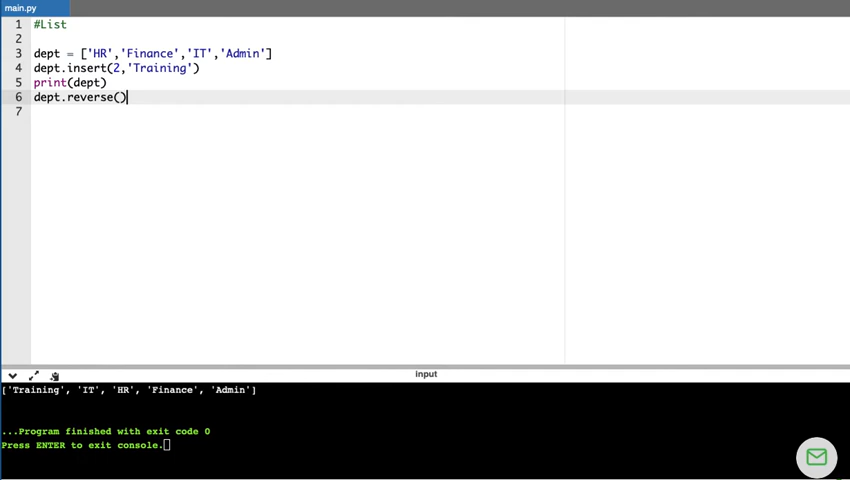 main.py
1 #List
2
3 dept = ['HR','Finance','IT','Admin']
4 dept.insert(2,'Training')
5 print(dept)
6 dept.reverse()
7
input
['Training', 'IT', 'HR', 'Finance', 'Admin']
...Program finished with exit code 0
Press ENTER to exit console.